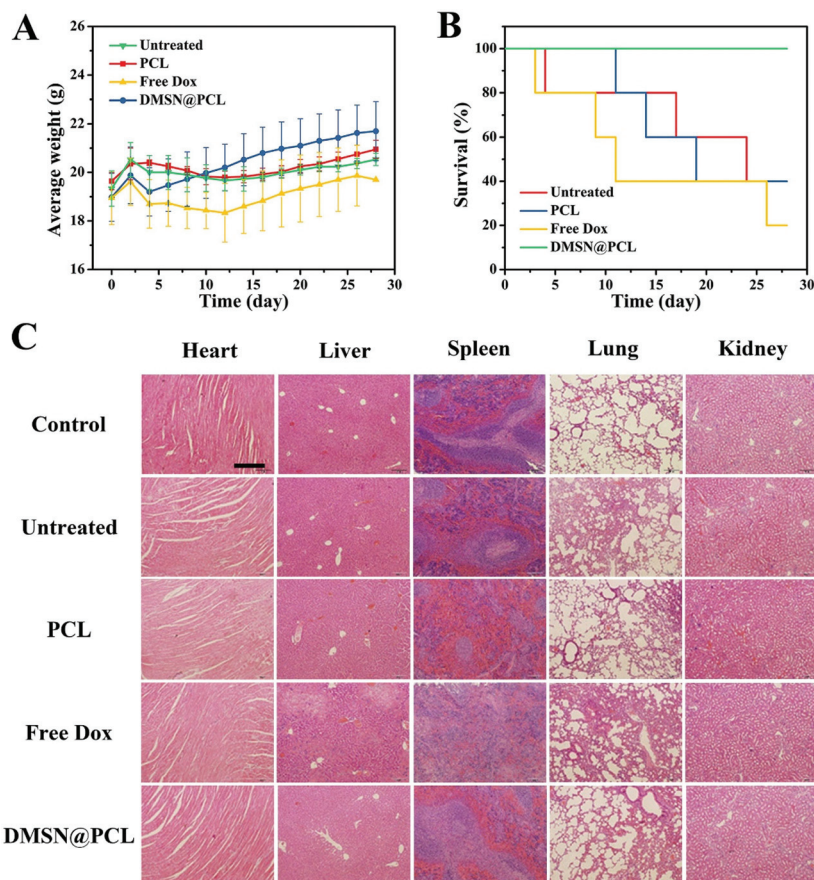 A
Average weight (g)
26
24
22
20
18
16
Untreated
PCL
Free Dox
DMSN@PCL
0 5 10 15 20 25 30
Time (day)
B
Survival (%)
100
80
60
40
20
0
Untreated
PCL
Free Dox
DMSN@PCL
0 5 10 15 20 25 30
Time (day)
C
Heart Liver Spleen Lung Kidney
Control
Untreated
PCL
Free Dox
DMSN@PCL